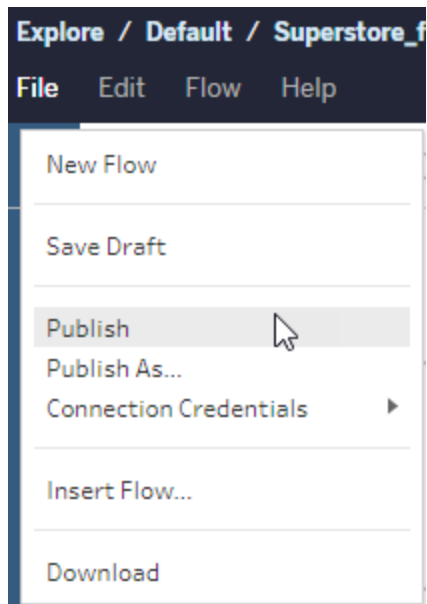 Explore / Default / Superstore_f
File Edit Flow Help
New Flow
Save Draft
Publish
Publish As...
Connection Credentials
Insert Flow...
Download